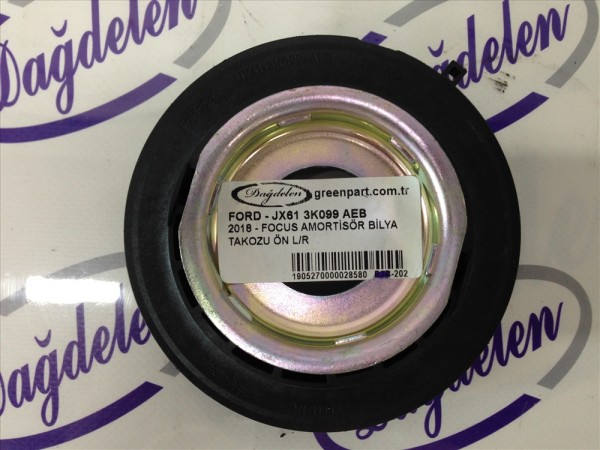 Dağdelen
Dağdelen
Dağdelen greenpart.com.tr
FORD - JX61 3K099 AEB
2018 - FOCUS AMORTİSÖR BİLYA
TAKOZU ÖN L/R
1905270000028580
Dağdelen
Dağdelen